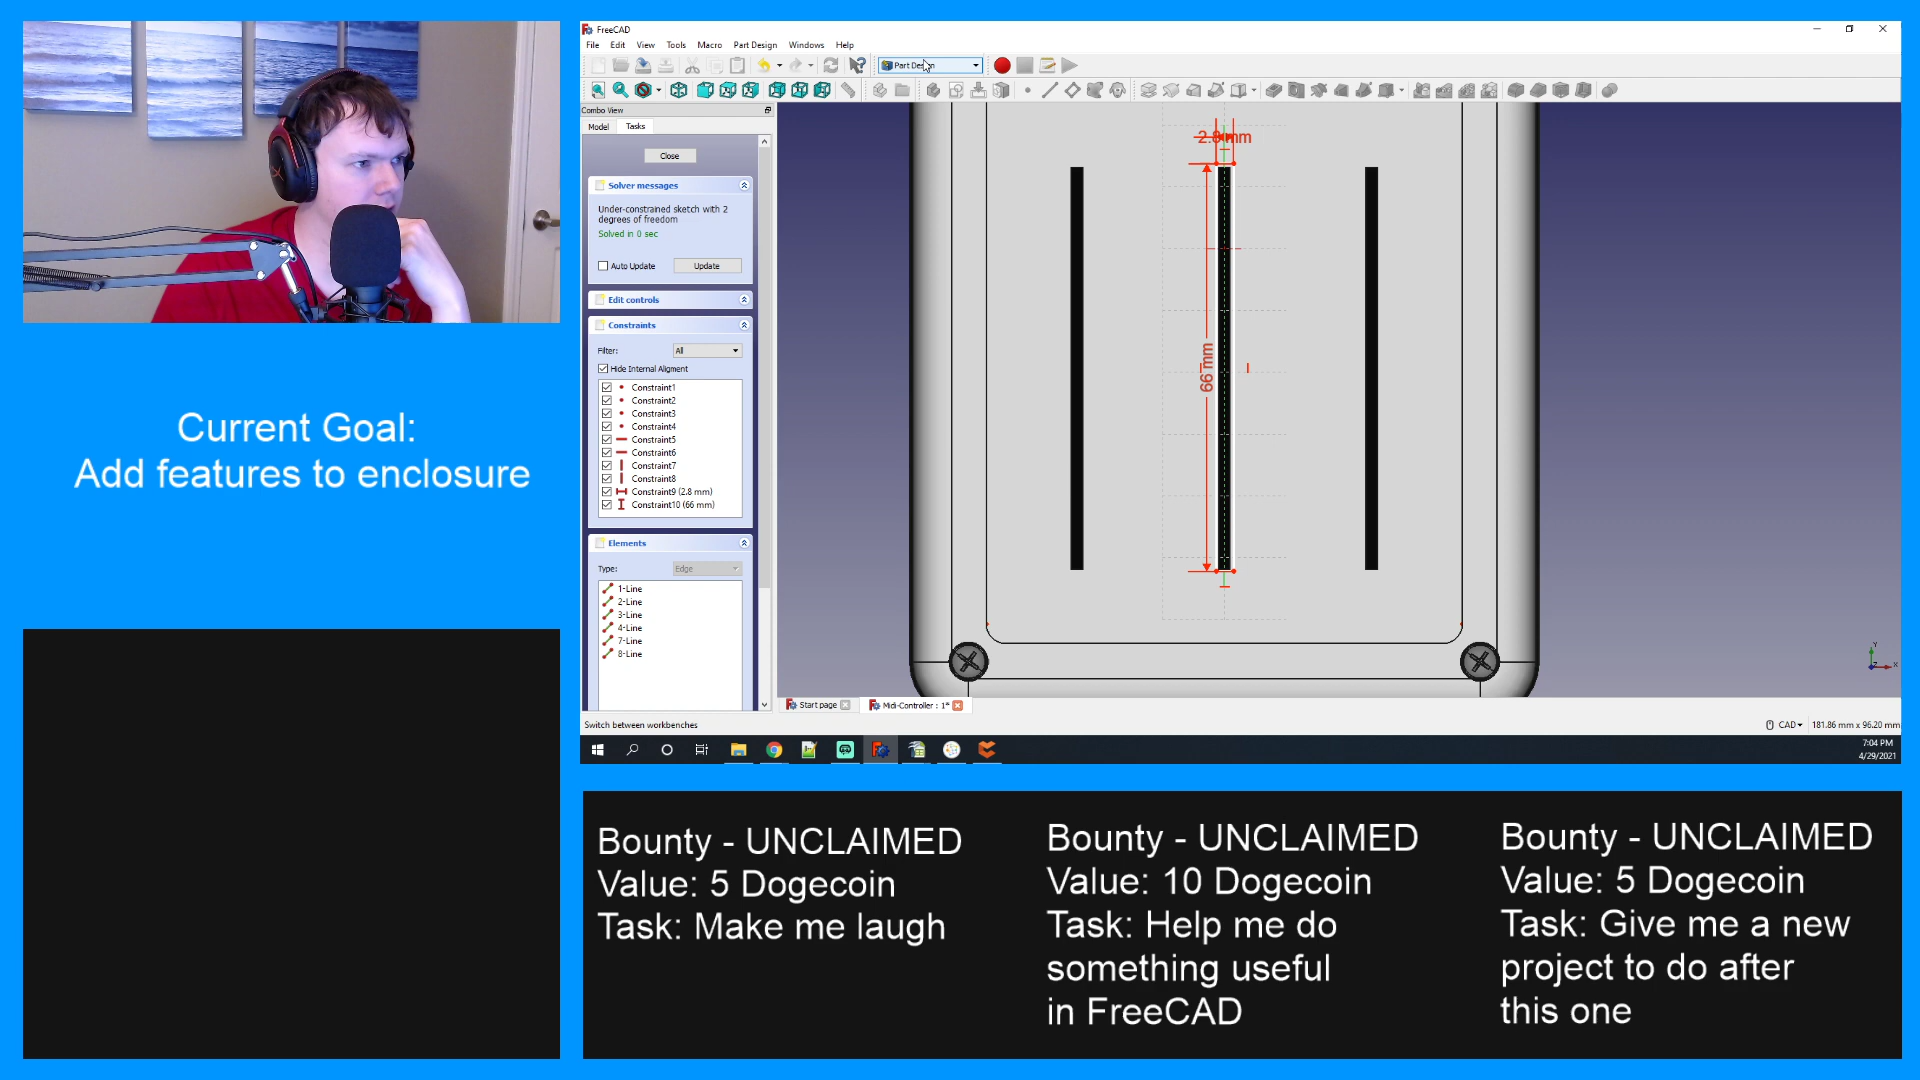 FreeCAD
File Edit View Tools Macro Part Design Windows Help
Part Design
Combo View
Model Tasks
Close
Solver messages
Under-constrained sketch with 2
degrees of freedom
Solved in 0 sec
Auto Update Update
Edit controls
Constraints
Filter: All
Hide Internal Aligment
Constraint1
Constraint2
Constraint3
Constraint4
Constraint5
Constraint6
Constraint7
Constraint8
Constraint9 (2.8 mm)
Constraint10 (66 mm)
Elements
Type: Edge
1-Line
2-Line
3-Line
4-Line
7-Line
8-Line
2.8 mm
66 mm
Y
X
Z
Start page
Midi-Controller : 1*
Switch between workbenches
CAD
181.86 mm x 96.20 mm
7:04 PM
4/29/2021
Current Goal:
Add features to enclosure
Bounty - UNCLAIMED
Value: 5 Dogecoin
Task: Make me laugh
Bounty - UNCLAIMED
Value: 10 Dogecoin
Task: Help me do
something useful
in FreeCAD
Bounty - UNCLAIMED
Value: 5 Dogecoin
Task: Give me a new
project to do after
this one